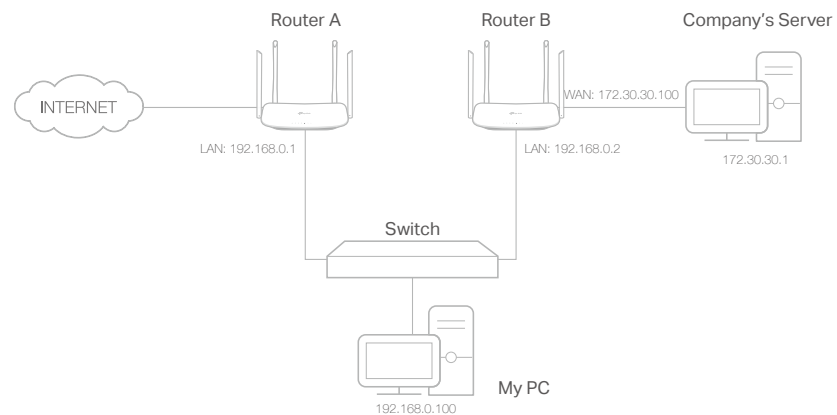 Router A
Router B
Company's Server
INTERNET
WAN: 172.30.30.100
LAN: 192.168.0.1
LAN: 192.168.0.2
172.30.30.1
Switch
My PC
192.168.0.100